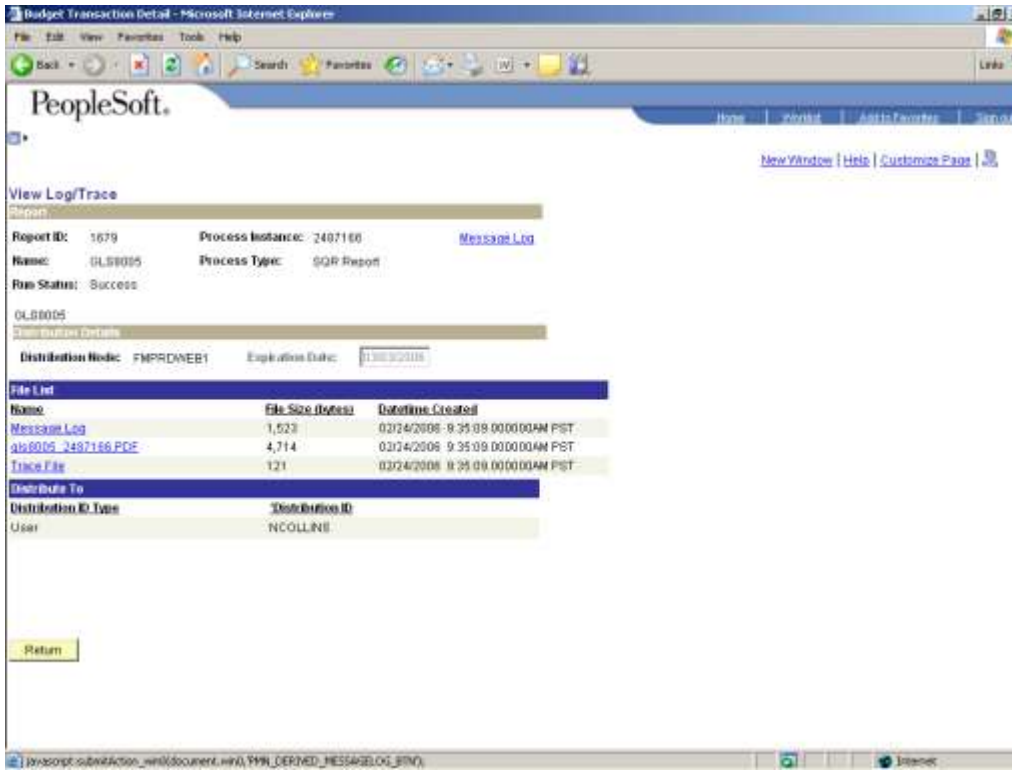 Budget Transaction Detail - Microsoft Internet Explorer
File Edit View Favorites Tools Help
Back Search Favorites Links
PeopleSoft.
Home Worklist Add to Favorites Sign out
New Window | Help | Customize Page |
View Log/Trace
Report
Report ID: 1679 Process Instance: 2487166 Message Log
Name: GLS8005 Process Type: SQR Report
Run Status: Success
GLS8005
Distribution Details
Distribution Node: FMPRDWEB1 Expiration Date:
File List
Name File Size (bytes) Datetime Created
Message Log 1,523 02/24/2006 9:35:09.000000AM PST
gls8005_2487166.PDF 4,714 02/24/2006 9:35:09.000000AM PST
Trace File 121 02/24/2006 9:35:09.000000AM PST
Distribute To
Distribution ID Type *Distribution ID
User NCOLLINS
Return
javascript:submitAction_win0(document.win0,'PMN_DERIVED_MESSAGELOG_BTN'); Internet